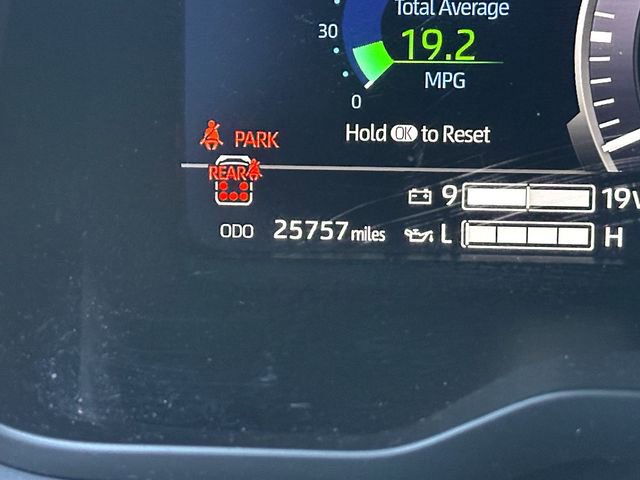 Total Average
30
19.2
MPG
0
Hold OK to Reset
PARK
REAR
9 19V
ODO 25757 miles L H